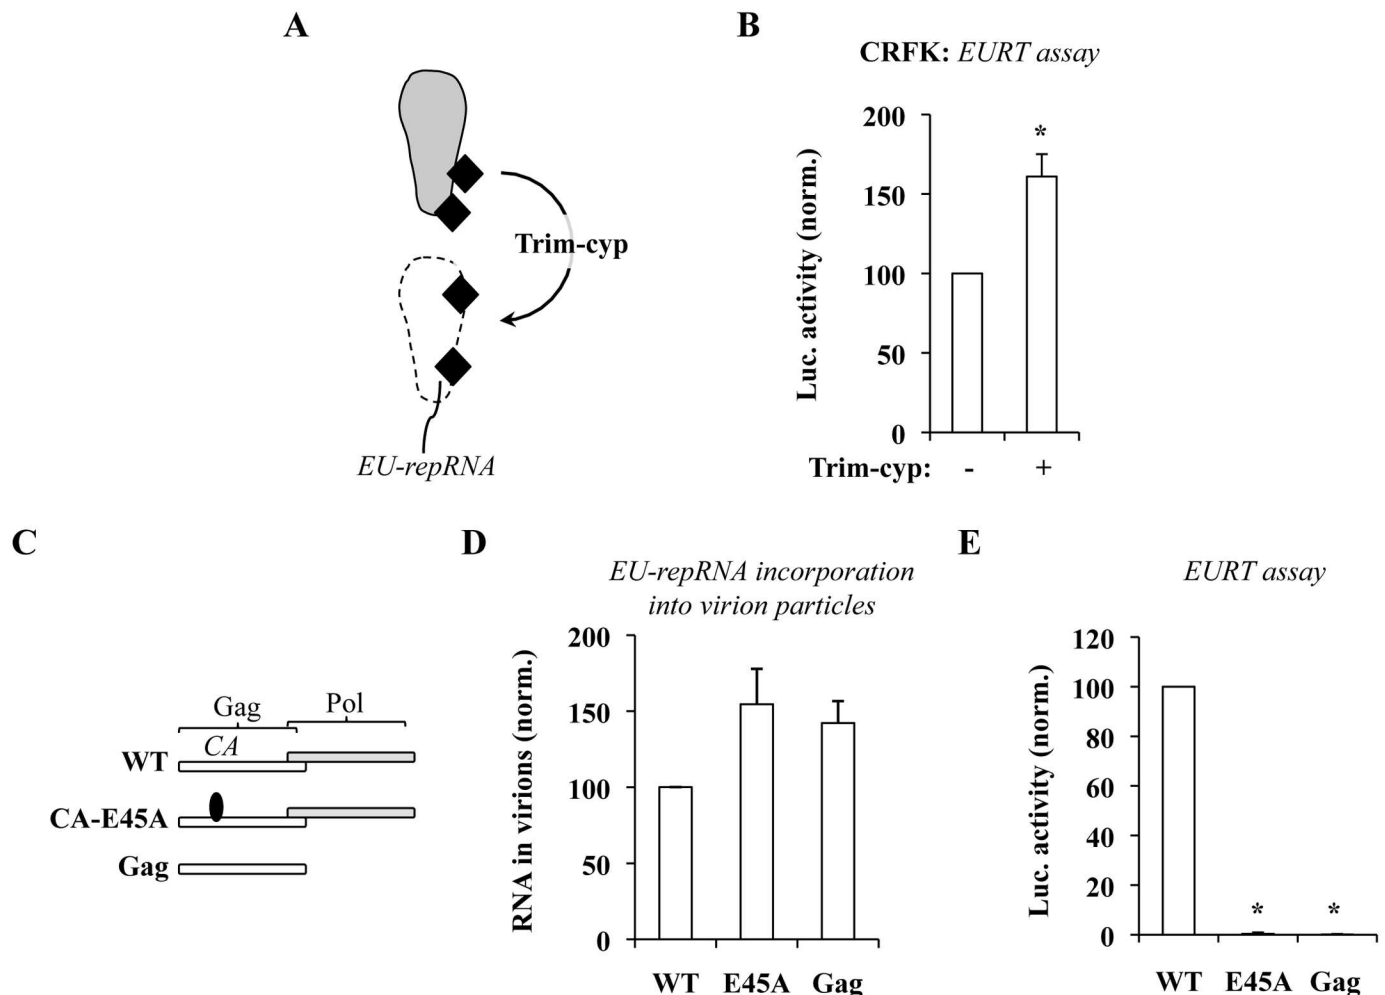 A
Trim-cyp
EU-repRNA
B
CRFK: EURT assay
Luc. activity (norm.)
200
150
100
50
0
*
Trim-cyp: - +
C
Gag
Pol
CA
WT
CA-E45A
Gag
D
EU-repRNA incorporation
into virion particles
RNA in virions (norm.)
200
150
100
50
0
WT E45A Gag
E
EURT assay
Luc. activity (norm.)
120
100
80
60
40
20
0
* *
WT E45A Gag